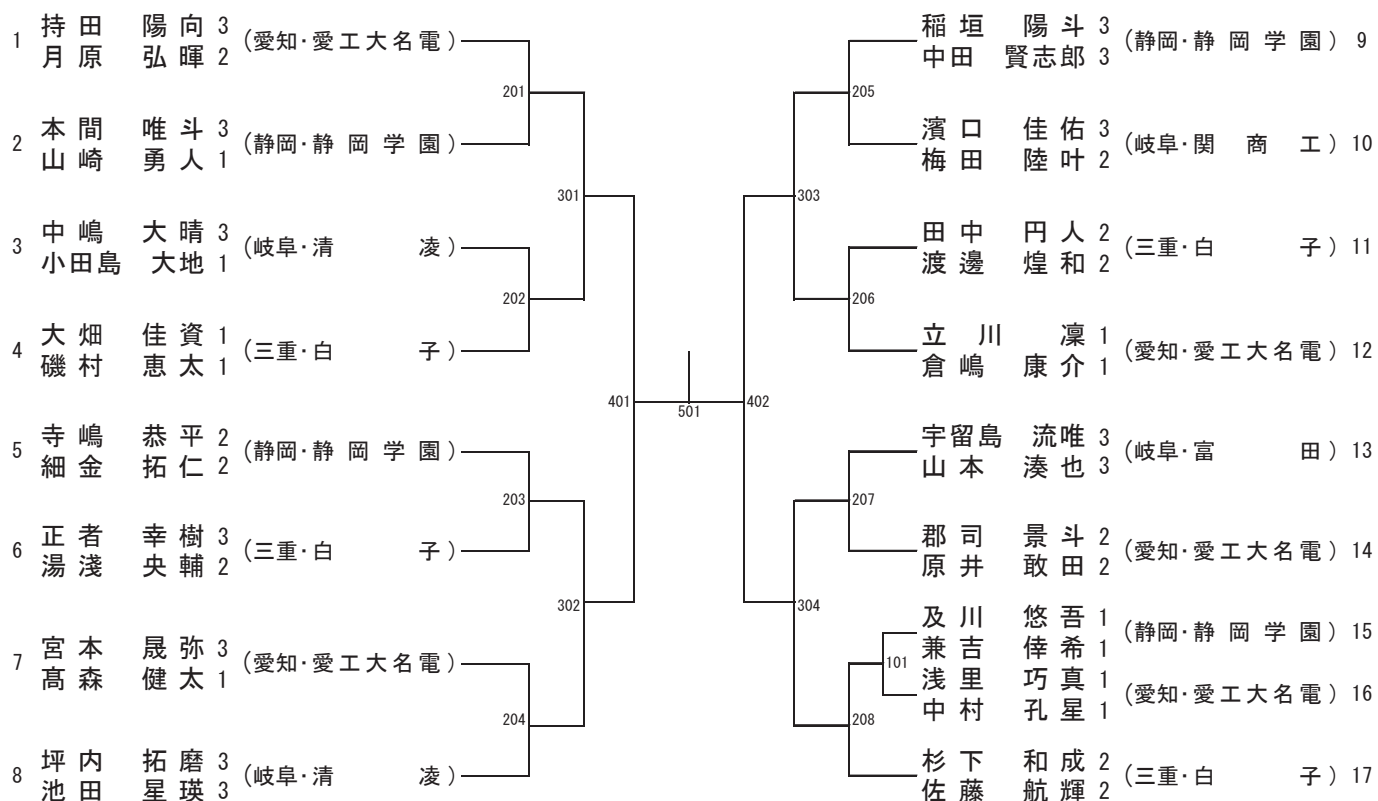 1 持田 陽向 3 (愛知・愛工大名電)
月原 弘暉 2
201
2 本間 唯斗 3 (静岡・静岡学園)
山崎 勇人 1
301
3 中嶋 大晴 3 (岐阜・清凌)
小田島 大地 1
202
4 大畑 佳資 1 (三重・白子)
磯村 恵太 1
401
5 寺嶋 恭平 2 (静岡・静岡学園)
細金 拓仁 2
203
6 正者 幸樹 3 (三重・白子)
湯淺 央輔 2
302
7 宮本 晟弥 3 (愛知・愛工大名電)
髙森 健太 1
204
8 坪内 拓磨 3 (岐阜・清凌)
池田 星瑛 3
501
稲垣 陽斗 3 (静岡・静岡学園) 9
中田 賢志郎 3
205
濱口 佳佑 3 (岐阜・関商工) 10
梅田 陸叶 2
303
田中 円人 2 (三重・白子) 11
渡邊 煌和 2
206
立川 凜 1 (愛知・愛工大名電) 12
倉嶋 康介 1
402
宇留島 流唯 3 (岐阜・富田) 13
山本 湊也 3
207
郡司 景斗 2 (愛知・愛工大名電) 14
原井 敢田 2
304
及川 悠吾 1 (静岡・静岡学園) 15
兼吉 倖希 1
101
浅里 巧真 1 (愛知・愛工大名電) 16
中村 孔星 1
208
杉下 和成 2 (三重・白子) 17
佐藤 航輝 2